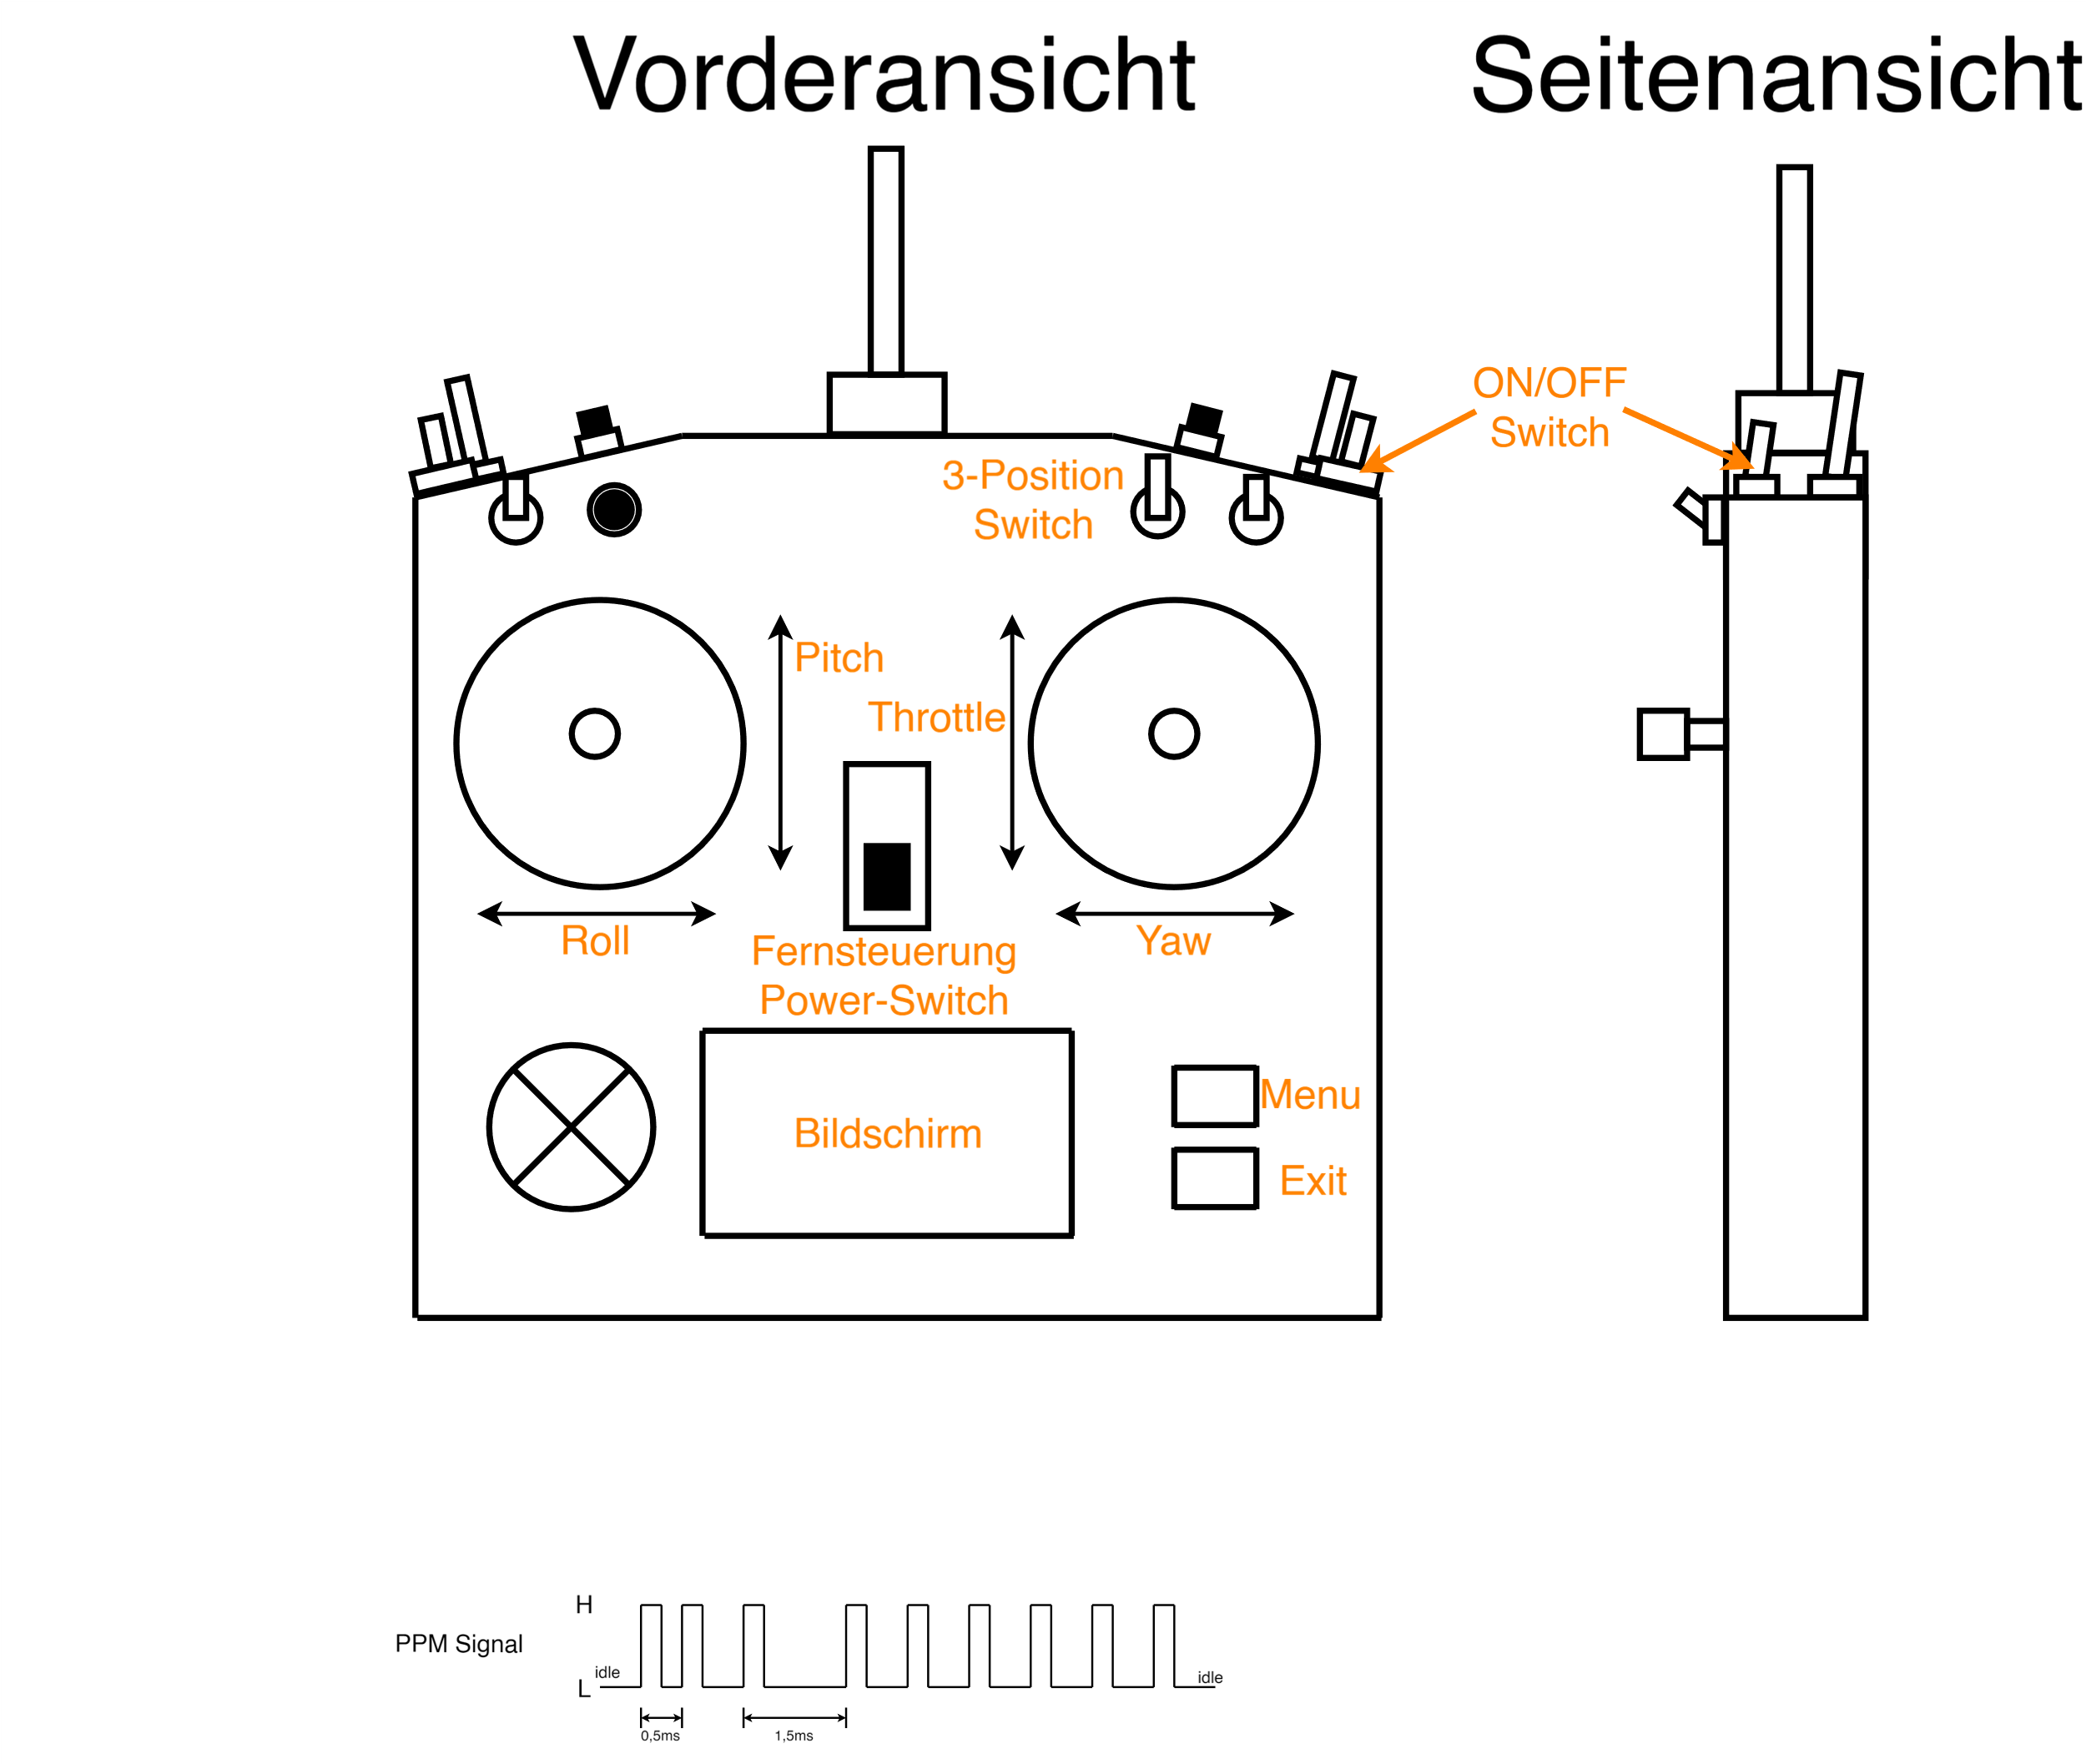 Vorderansicht
Seitenansicht
ON/OFF
Switch
3-Position
Switch
Pitch
Throttle
Roll
Yaw
Fernsteuerung
Power-Switch
Bildschirm
Menu
Exit
H
PPM Signal
idle
L
idle
0,5ms
1,5ms